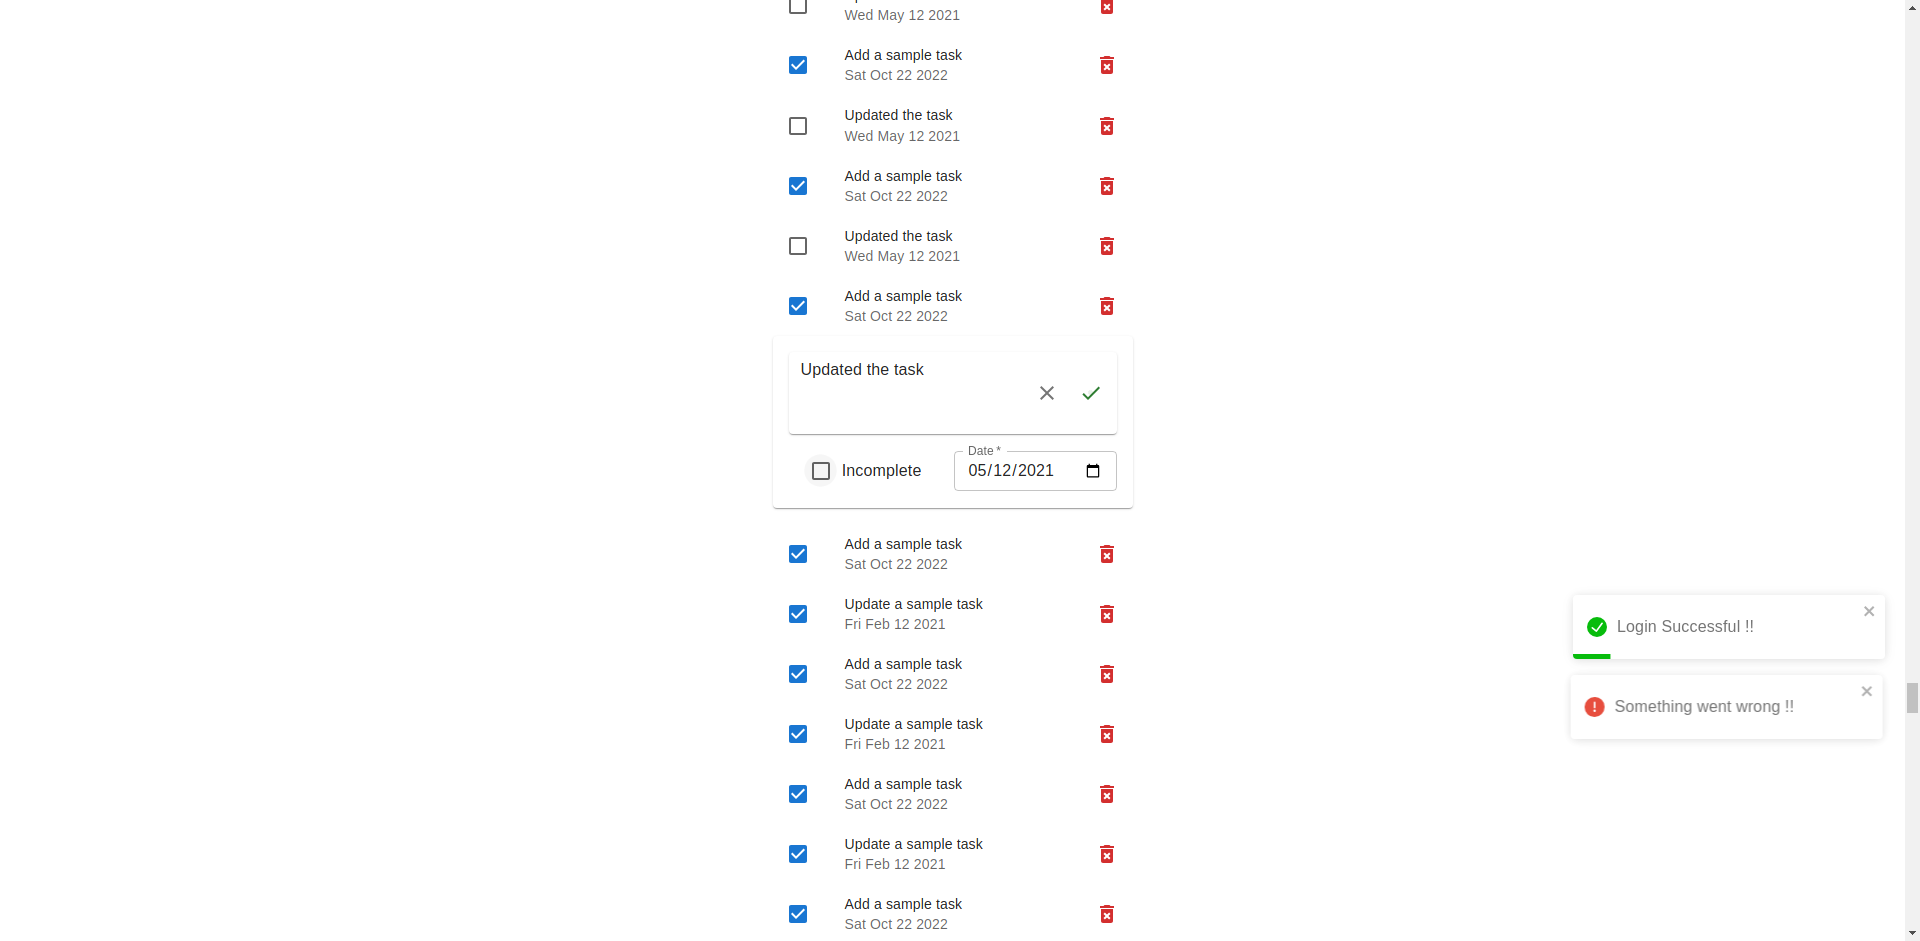 Wed May 12 2021
Add a sample task
Sat Oct 22 2022
Updated the task
Wed May 12 2021
Add a sample task
Sat Oct 22 2022
Updated the task
Wed May 12 2021
Add a sample task
Sat Oct 22 2022
Updated the task
Date *
Incomplete
05/12/2021
Add a sample task
Sat Oct 22 2022
Update a sample task
Fri Feb 12 2021
Add a sample task
Sat Oct 22 2022
Update a sample task
Fri Feb 12 2021
Add a sample task
Sat Oct 22 2022
Update a sample task
Fri Feb 12 2021
Add a sample task
Sat Oct 22 2022
Login Successful !!
Something went wrong !!